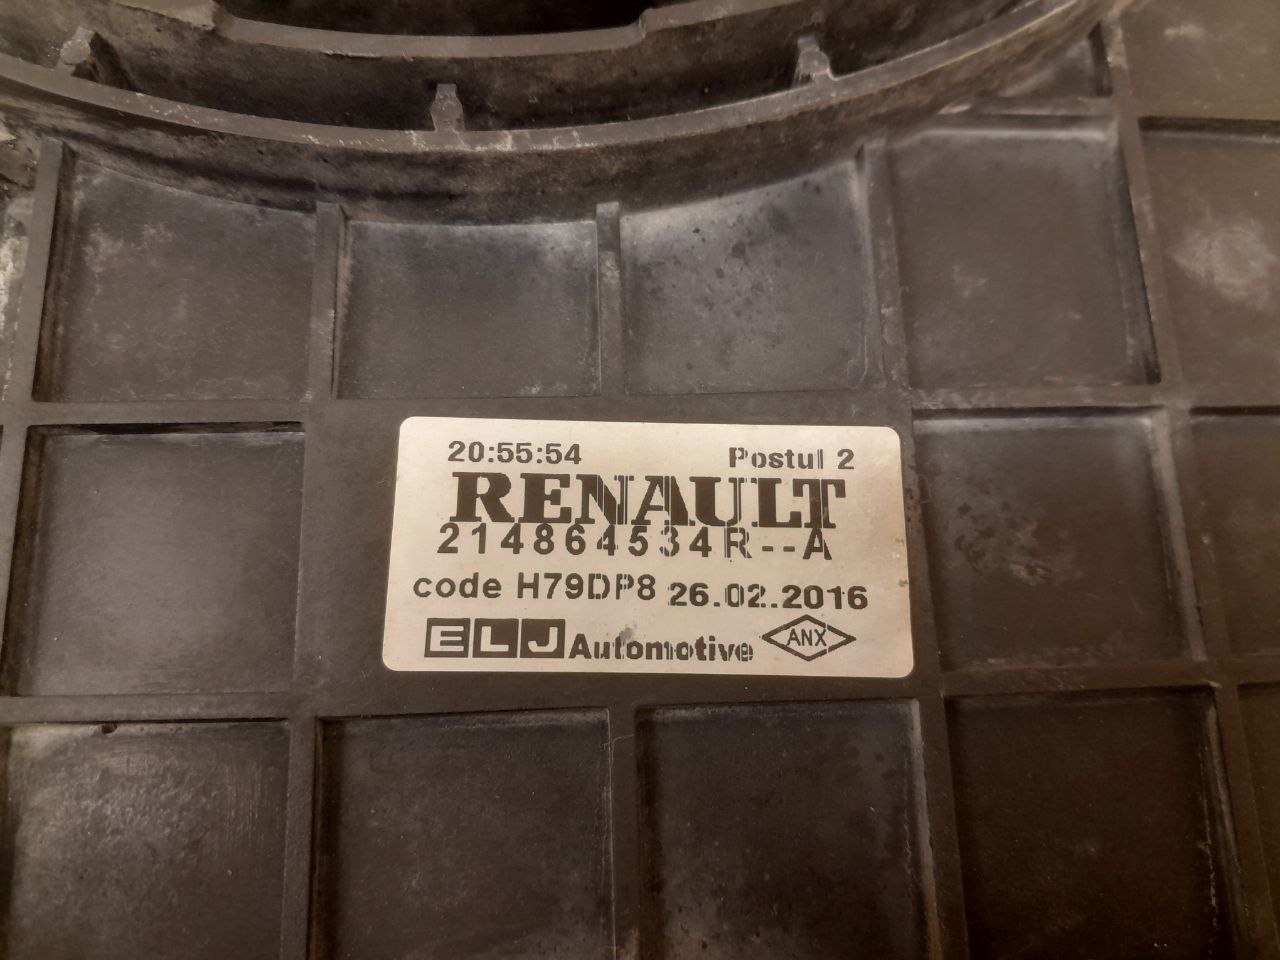 20:55:54 Postul 2
RENAULT
214864534R--A
code H79DP8 26.02.2016
ELJ Automotive ANX